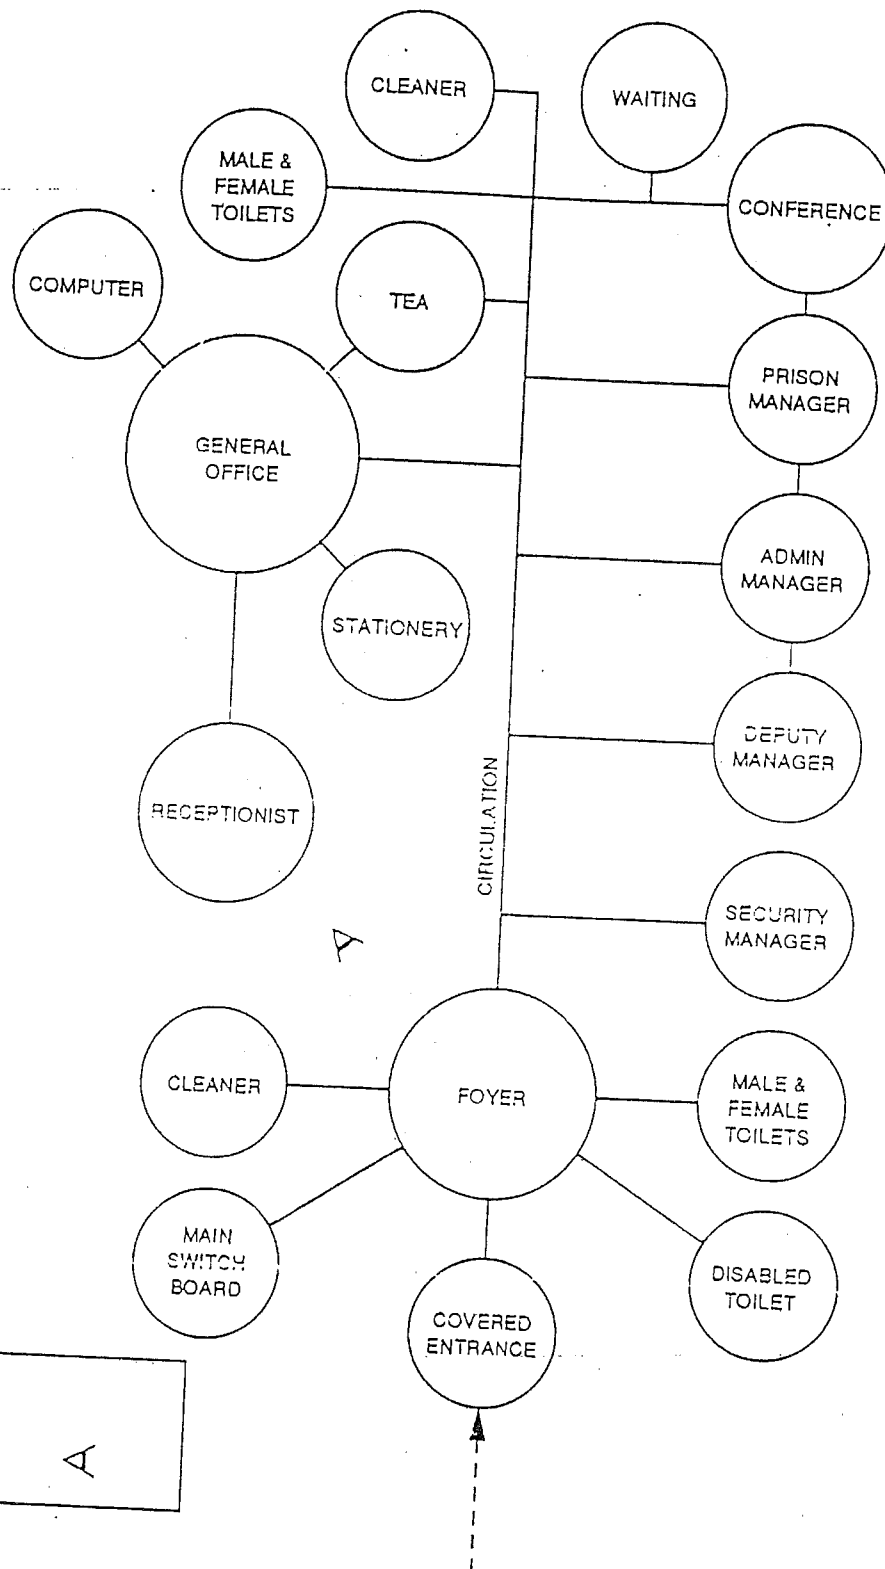 CLEANER
WAITING
MALE &
FEMALE
TOILETS
CONFERENCE
COMPUTER
TEA
PRISON
MANAGER
GENERAL
OFFICE
ADMIN
MANAGER
STATIONERY
DEPUTY
MANAGER
RECEPTIONIST
CIRCULATION
SECURITY
MANAGER
A
CLEANER
FOYER
MALE &
FEMALE
TOILETS
MAIN
SWITCH
BOARD
DISABLED
TOILET
COVERED
ENTRANCE
A